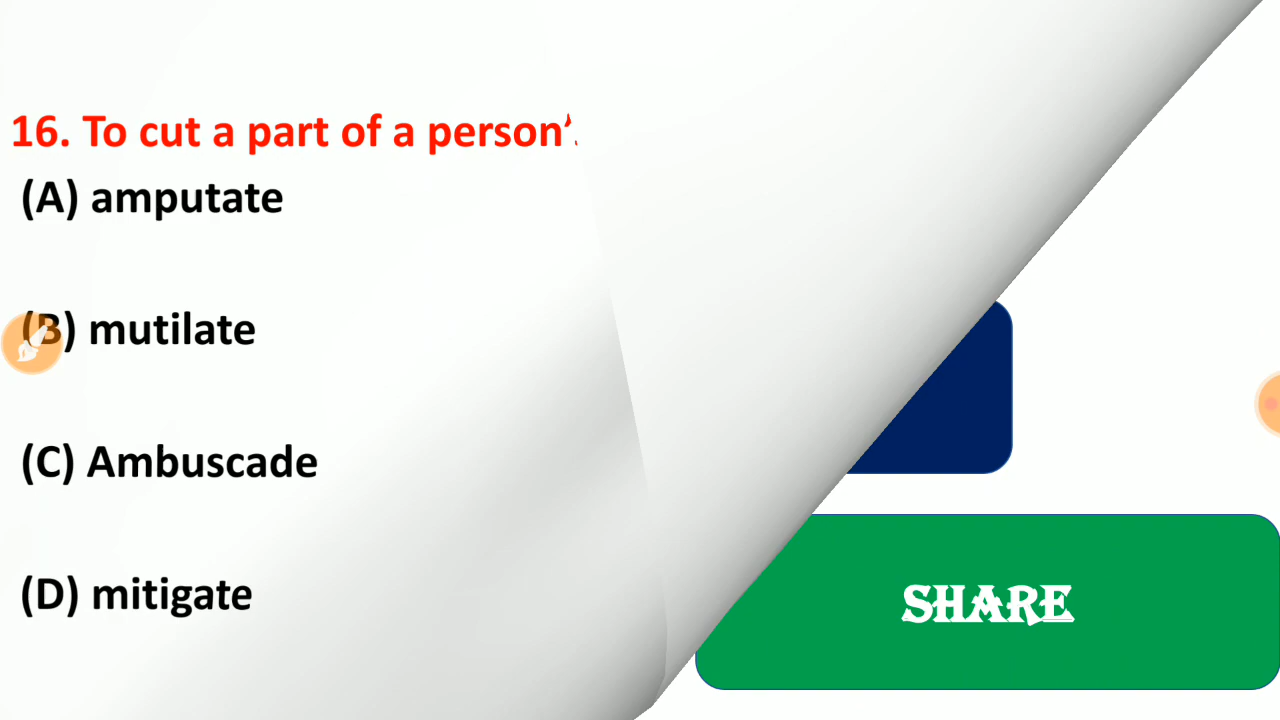 16. To cut a part of a person'
(A) amputate
(B) mutilate
(C) Ambuscade
(D) mitigate
SHARE